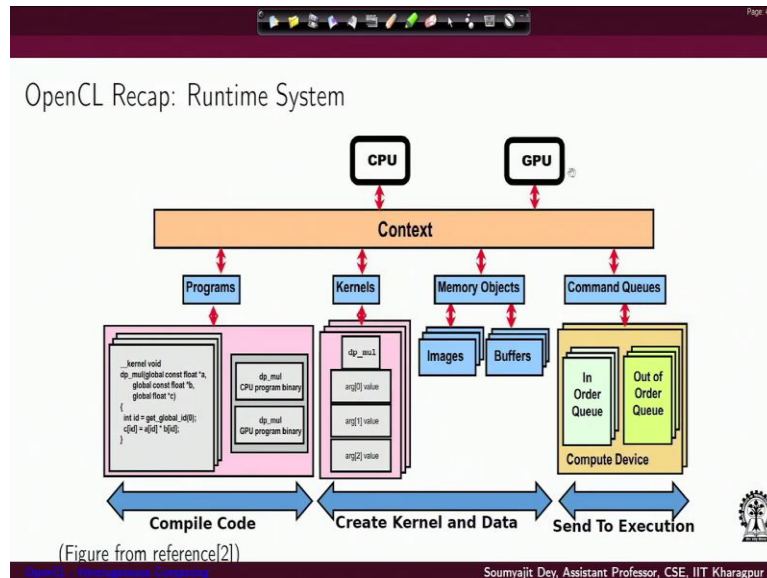 Page: 4
OpenCL Recap: Runtime System
CPU
GPU
Context
Programs
Kernels
Memory Objects
Command Queues
__kernel void
dp_mul(global const float *a,
global const float *b,
global float *c)
{
int id = get_global_id(0);
c[id] = a[id] * b[id];
}
dp_mul
CPU program binary
dp_mul
GPU program binary
dp_mul
arg[0] value
arg[1] value
arg[2] value
Images
Buffers
In
Order
Queue
Out of
Order
Queue
Compute Device
Compile Code
Create Kernel and Data
Send To Execution
(Figure from reference[2])
OpenCL - Heterogeneous Computing
Soumyajit Dey, Assistant Professor, CSE, IIT Kharagpur